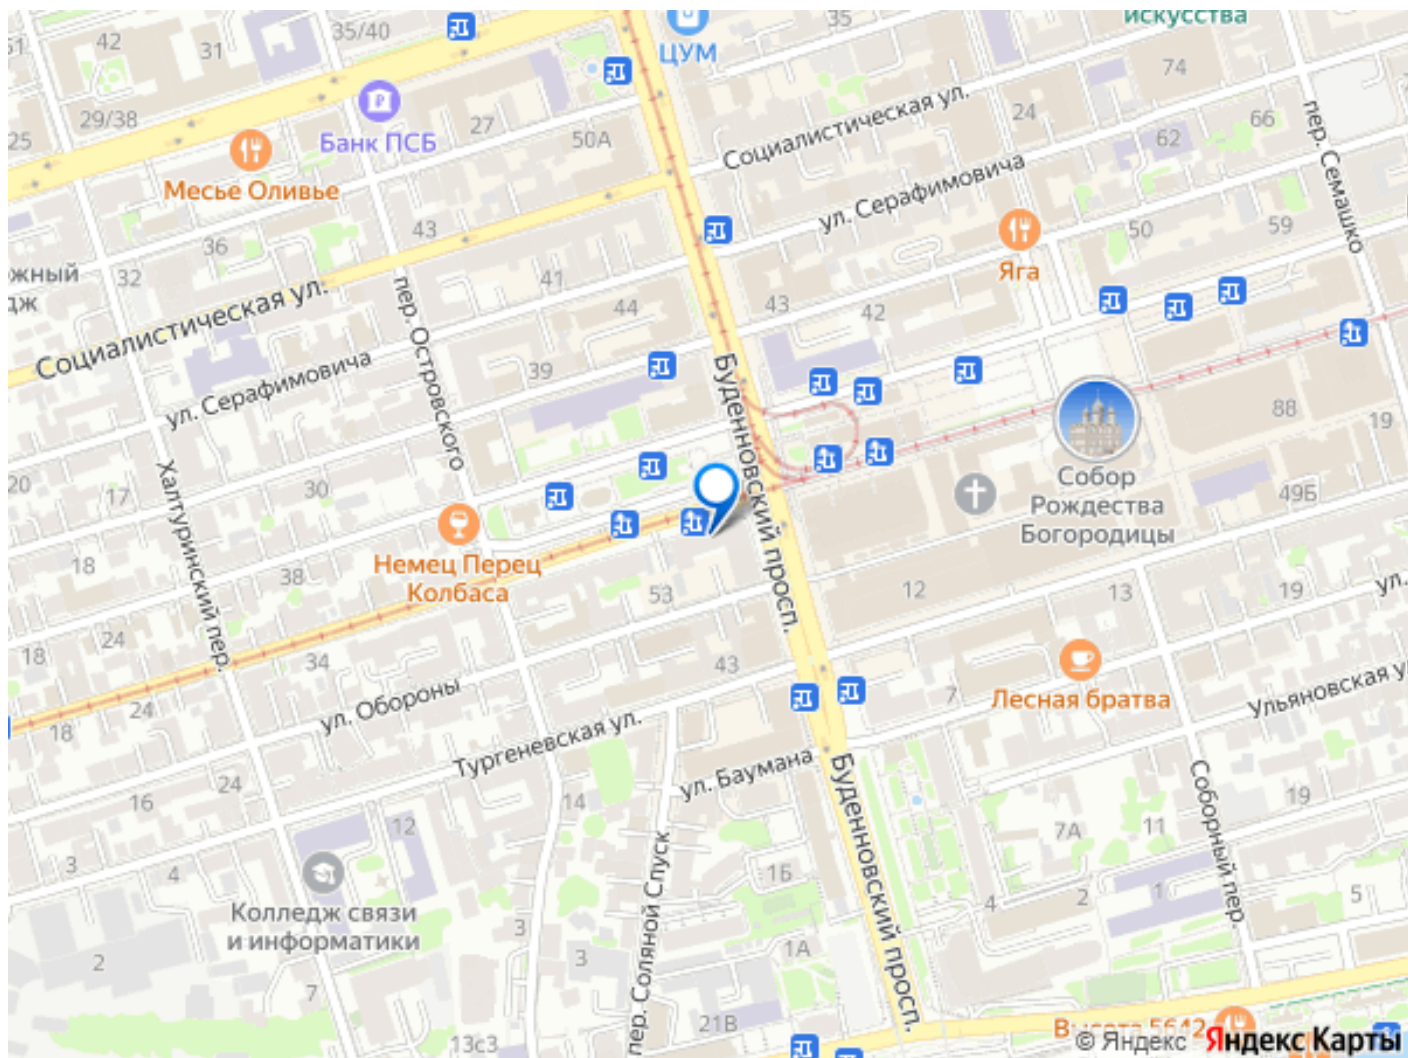 искусства
35
35/40
42
31
51
ЦУМ
74
29/38
Банк ПСБ
27
50А
Социалистическая ул.
24
62
66
пер. Семашко
25
Месье Оливье
ул. Серафимовича
43
36
50
59
Яга
жный
дж
32
Социалистическая ул.
пер. Островского
41
44
43
42
ул. Серафимовича
39
Буденновский просп.
88
19
20
17
30
Халтуринский пер.
Собор
Рождества
Богородицы
49Б
18
Немец Перец
Колбаса
38
53
12
13
19
ул.
24
18
34
43
Лесная братва
7
Ульяновская у
24
18
ул. Обороны
Тургеневская ул.
ул. Баумана
Буденновский просп.
Соборный пер.
24
16
14
12
19
3
4
7А
11
1Б
Колледж связи
и информатики
пер. Соляной Спуск
3
4
2
1
5
2
3
1А
7
21В
13с3
Высота 5642
© Яндекс Яндекс Карты